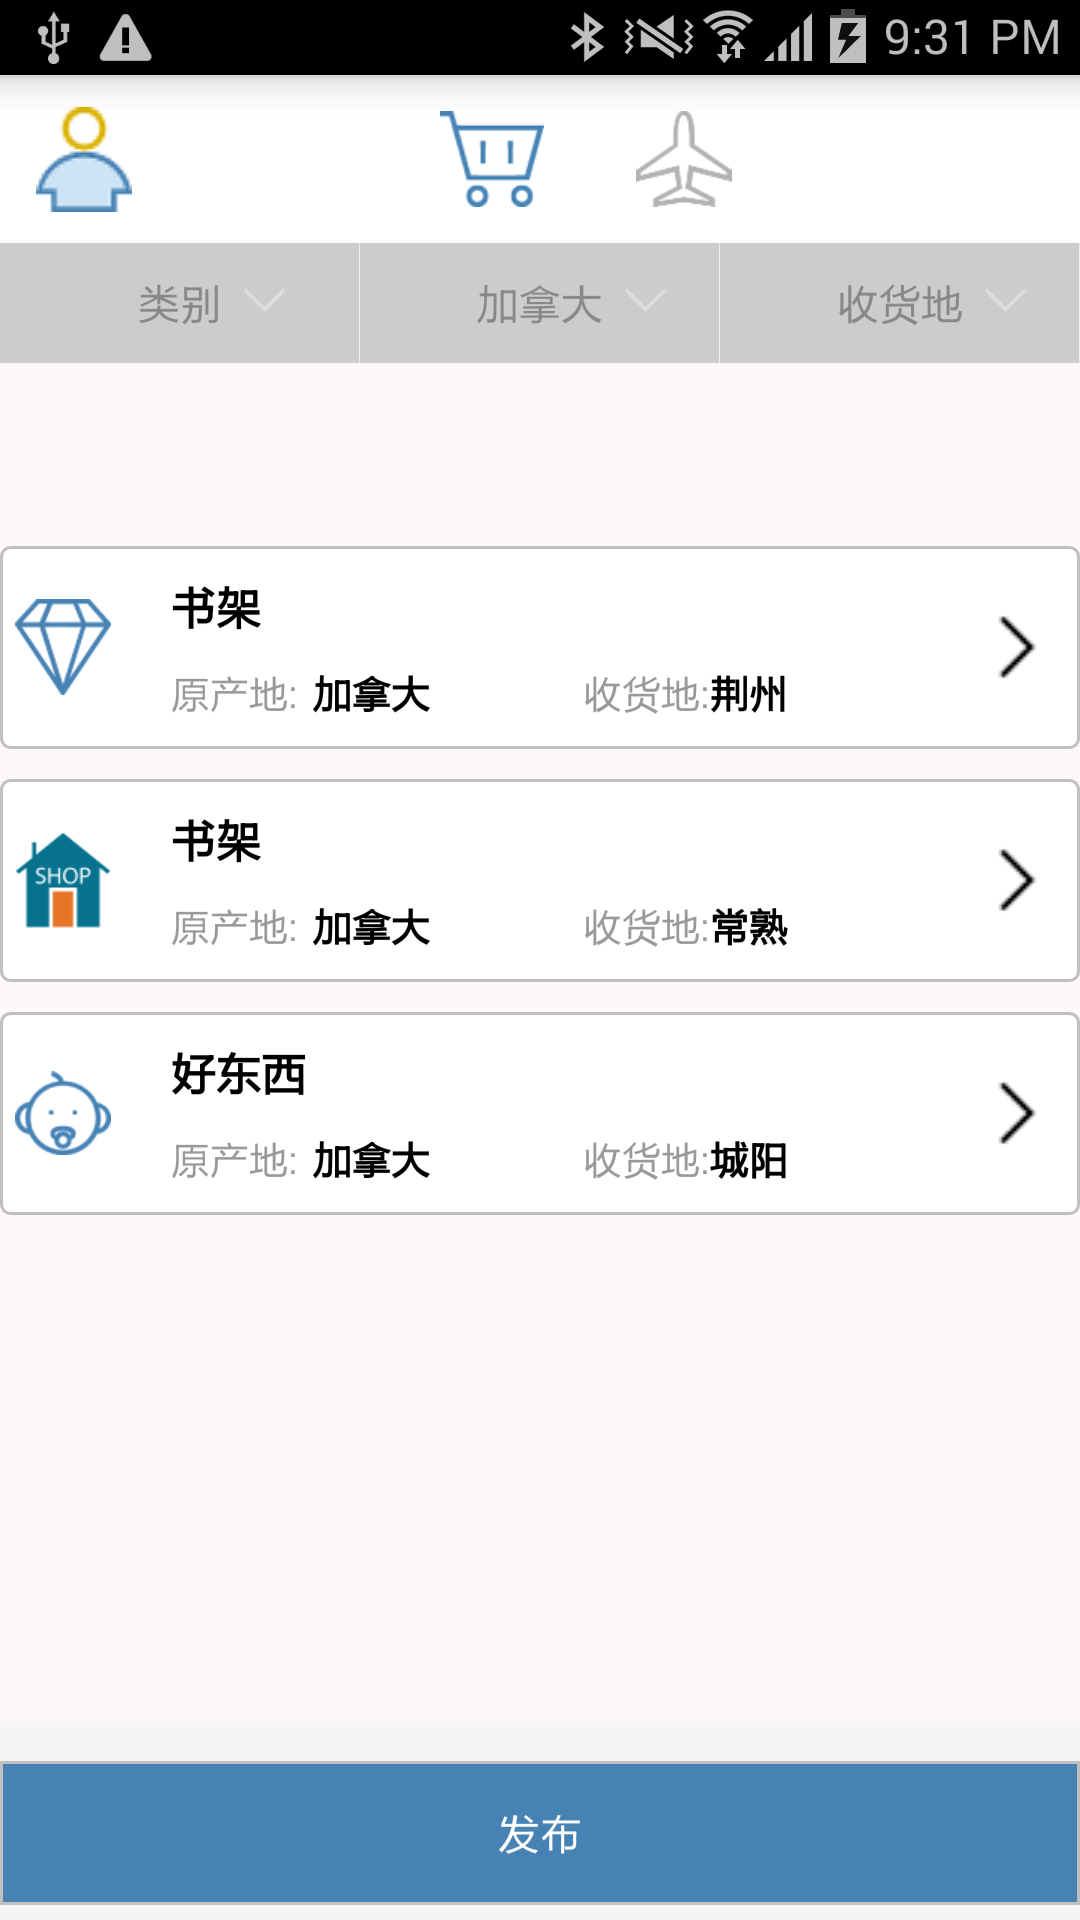 9:31 PM
类别 加拿大 收货地
书架
原产地: 加拿大 收货地:荆州
SHOP
书架
原产地: 加拿大 收货地:常熟
好东西
原产地: 加拿大 收货地:城阳
发布